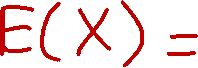 E(X) =